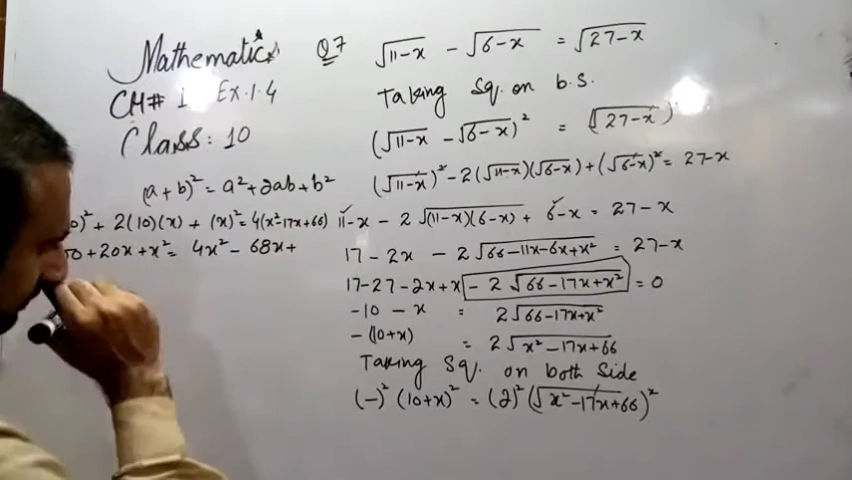 Mathematics
CH# 1 Ex.1.4
Class: 10
Q7 √11-x - √6-x = √27-x
Taking Sq. on b.S.
(√11-x - √6-x)² = (√27-x)²
(√11-x)² - 2(√11-x)(√6-x) + (√6-x)² = 27-x
11-x - 2√(11-x)(6-x) + 6-x = 27-x
17 - 2x - 2√66-11x-6x+x² = 27-x
17-27-2x+x - 2√66-17x+x² = 0
-10 - x = 2√66-17x+x²
-(10+x) = 2√x²-17x+66
Taking Sq. on both Side
(-)² (10+x)² = (2)² (√x²-17x+66)²
(a+b)² = a²+2ab+b²
0)² + 2(10)(x) + (x)² = 4(x²-17x+66)
0+20x+x² = 4x² - 68x+